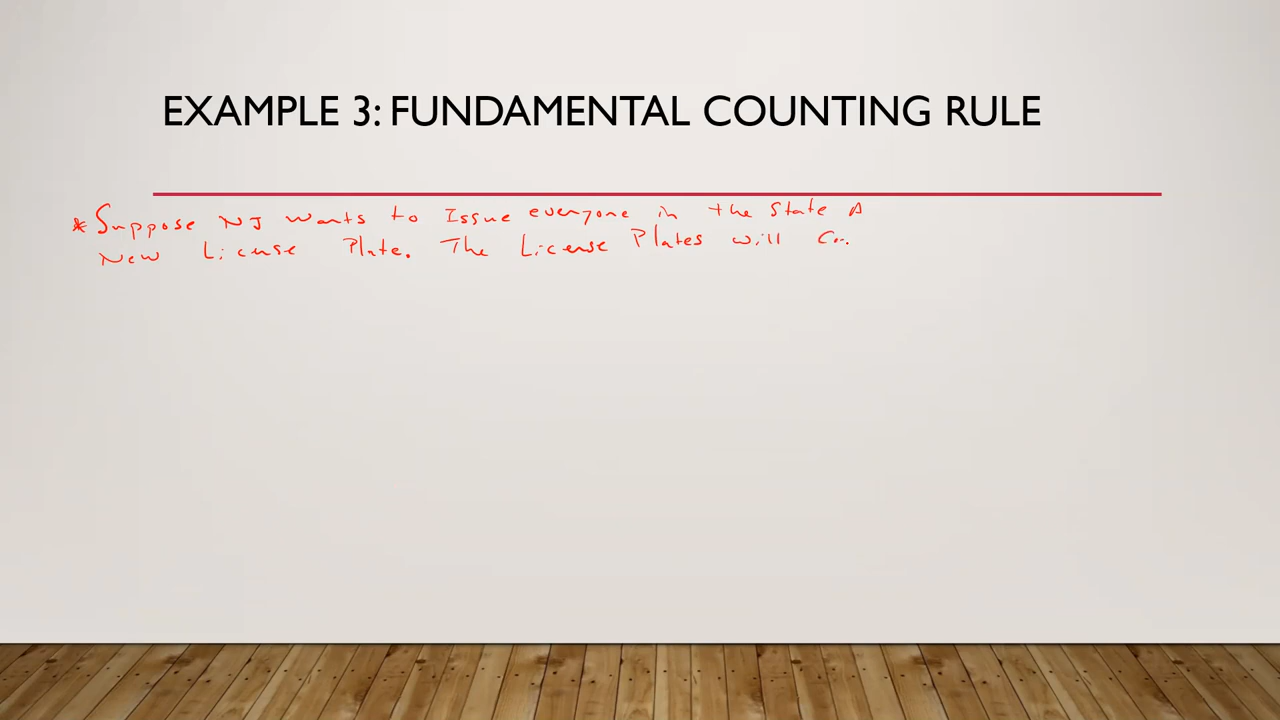 EXAMPLE 3: FUNDAMENTAL COUNTING RULE
* Suppose NJ wants to Issue everyone in the State A
New License Plate. The License Plates will Co